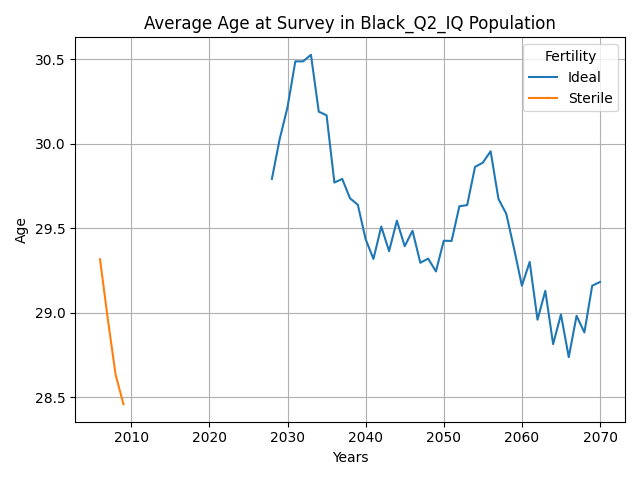 Average Age at Survey in Black_Q2_IQ Population
Fertility
Ideal
Sterile
30.5
30.0
29.5
29.0
28.5
Age
2010 2020 2030 2040 2050 2060 2070
Years